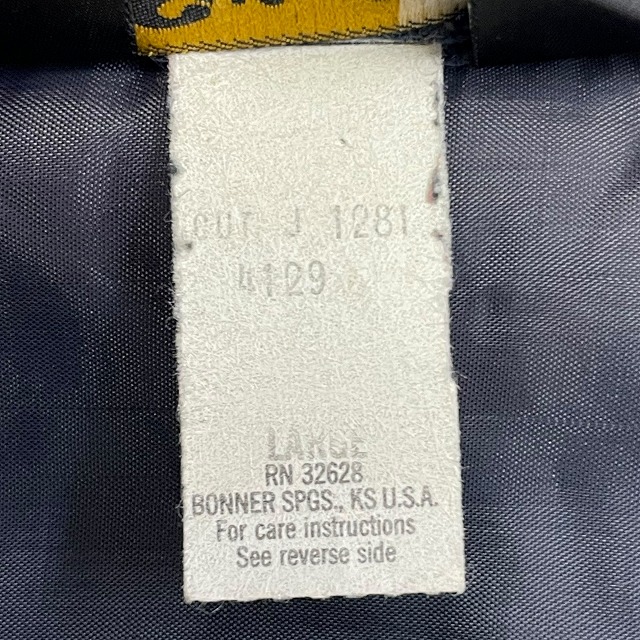 CUT J 1281
4129
LARGE
RN 32628
BONNER SPGS., KS U.S.A.
For care instructions
See reverse side